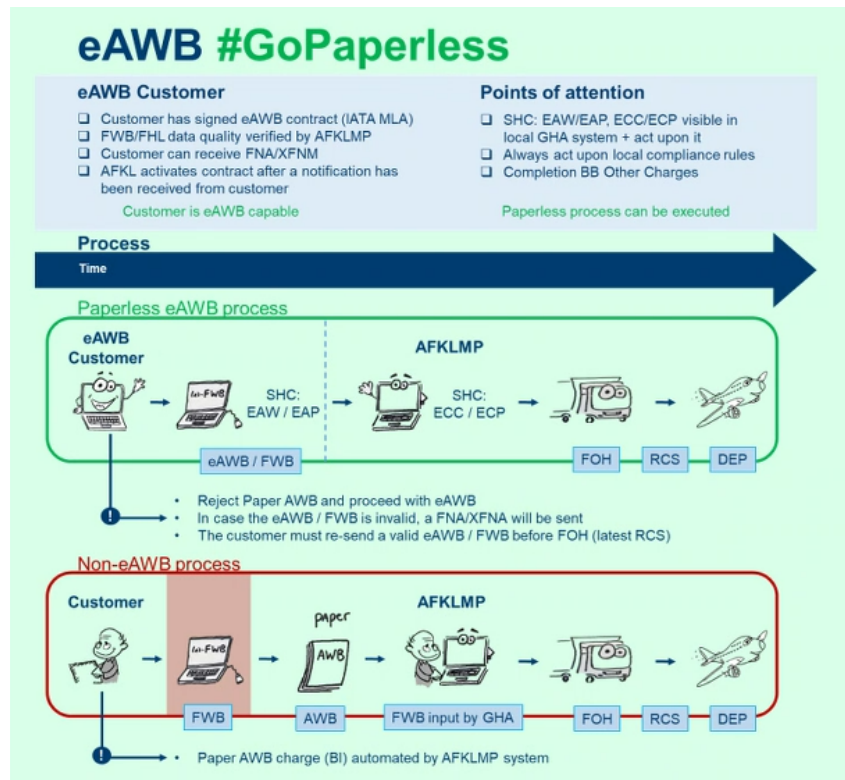 eAWB #GoPaperless
eAWB Customer
❑ Customer has signed eAWB contract (IATA MLA)
❑ FWB/FHL data quality verified by AFKLMP
❑ Customer can receive FNA/XFNM
❑ AFKL activates contract after a notification has
been received from customer
Customer is eAWB capable
Points of attention
❑ SHC: EAW/EAP, ECC/ECP visible in
local GHA system + act upon it
❑ Always act upon local compliance rules
❑ Completion BB Other Charges
Paperless process can be executed
Process
Time
Paperless eAWB process
eAWB
Customer
AFKLMP
(x)-FWB
SHC:
EAW / EAP
SHC:
ECC / ECP
eAWB / FWB
FOH
RCS
DEP
!
• Reject Paper AWB and proceed with eAWB
• In case the eAWB / FWB is invalid, a FNA/XFNA will be sent
• The customer must re-send a valid eAWB / FWB before FOH (latest RCS)
Non-eAWB process
Customer
AFKLMP
(x)-FWB
paper
AWB
FWB
AWB
FWB input by GHA
FOH
RCS
DEP
!
• Paper AWB charge (BI) automated by AFKLMP system